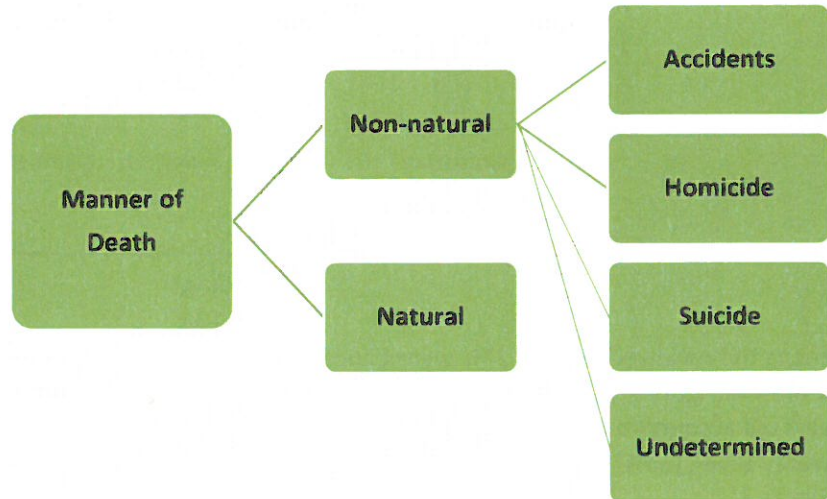 Manner of
Death
Non-natural
Natural
Accidents
Homicide
Suicide
Undetermined